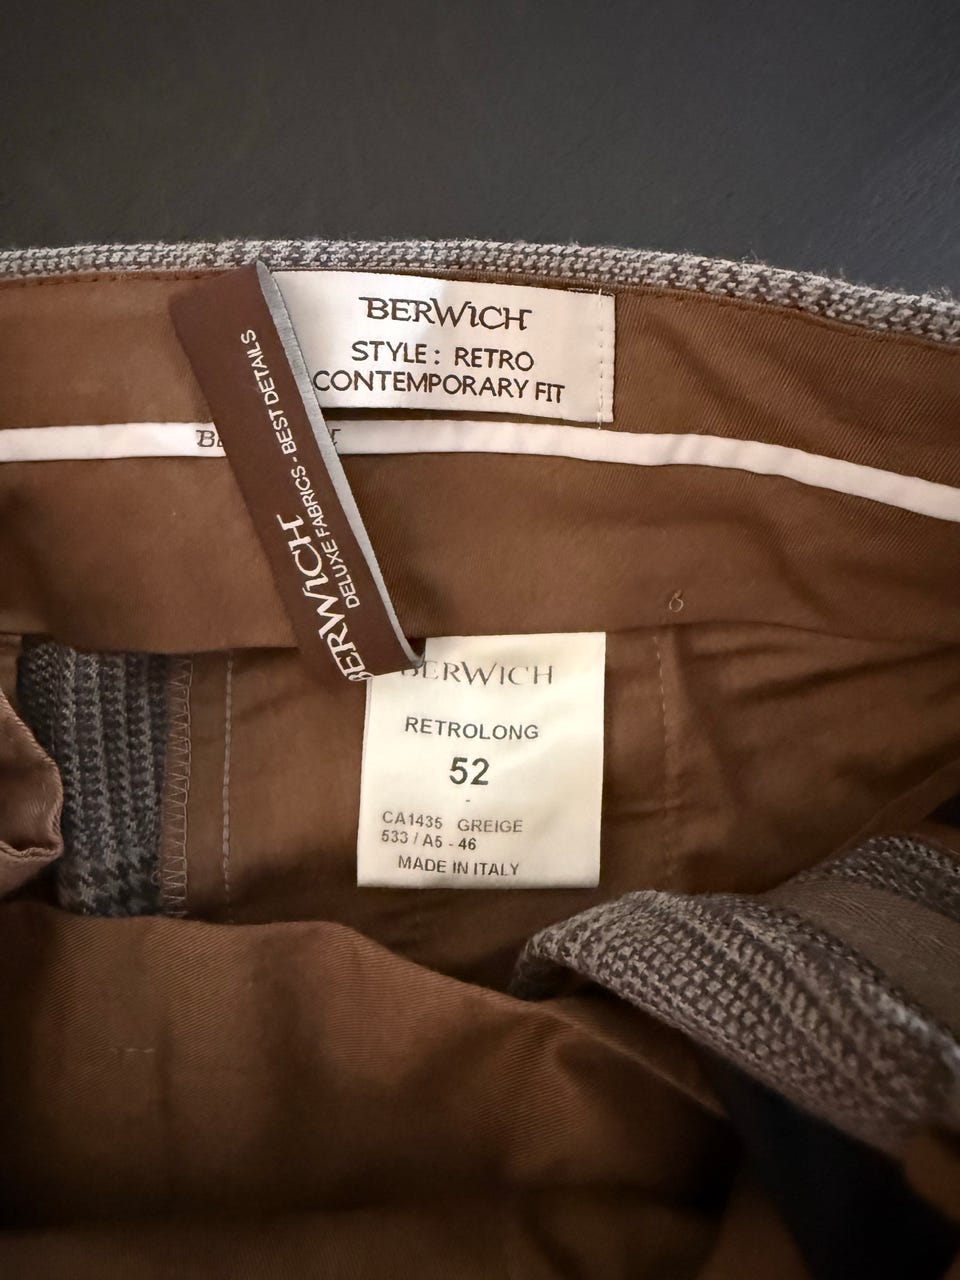 BERWICH
STYLE : RETRO
CONTEMPORARY FIT
BERWICH
DELUXE FABRICS - BEST DETAILS
BERWICH
RETROLONG
52
-
CA1435 GREIGE
533 / A5 - 46
MADE IN ITALY